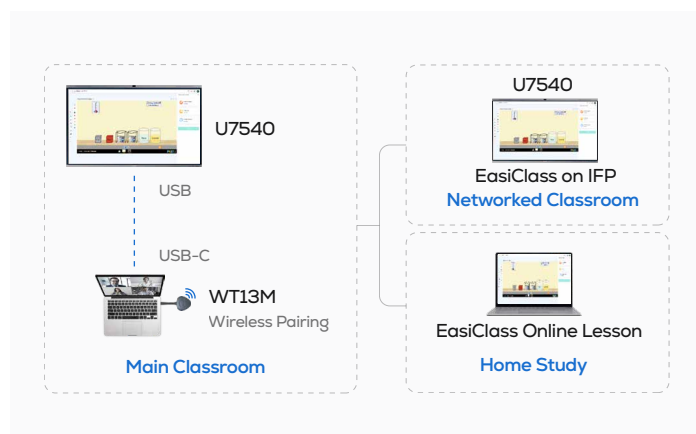 U7540
USB
USB-C
WT13M
Wireless Pairing
Main Classroom
U7540
EasiClass on IFP
Networked Classroom
EasiClass Online Lesson
Home Study